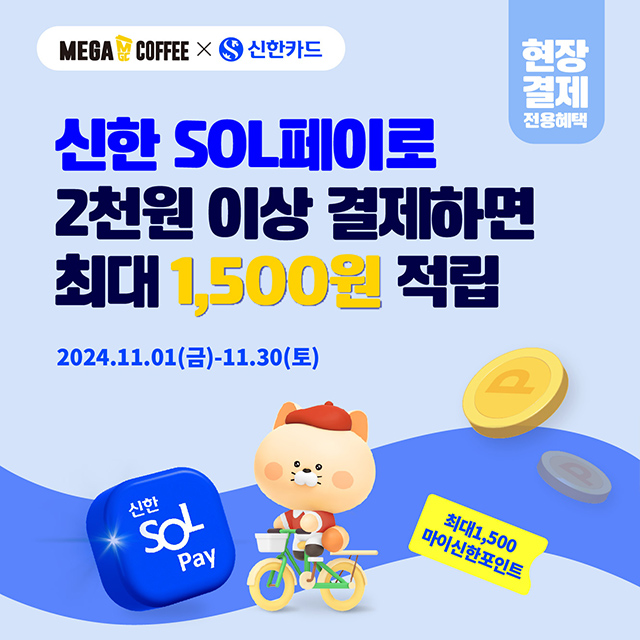 MEGA MGC COFFEE × S 신한카드
현장
결제
전용혜택
신한 SOL페이로
2천원 이상 결제하면
최대 1,500원 적립
2024.11.01(금)-11.30(토)
P
P
신한
SOL
Pay
최대1,500
마이신한포인트